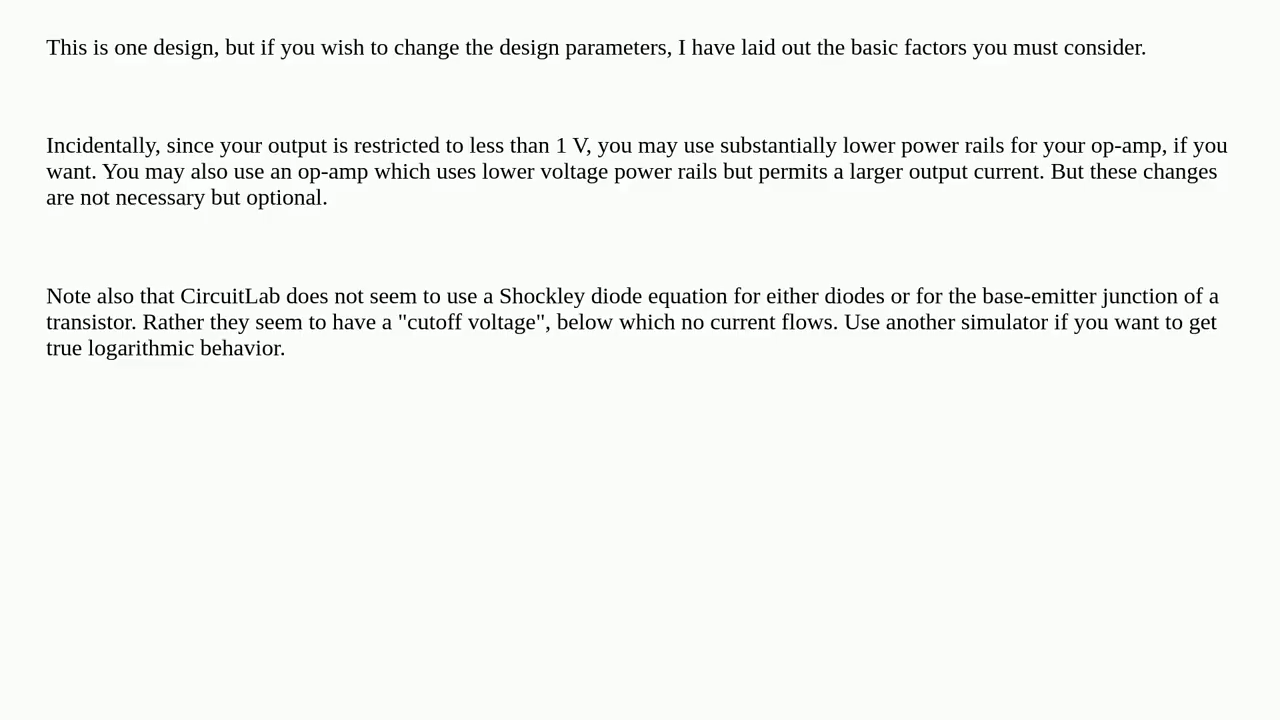 This is one design, but if you wish to change the design parameters, I have laid out the basic factors you must consider.
Incidentally, since your output is restricted to less than 1 V, you may use substantially lower power rails for your op-amp, if you
want. You may also use an op-amp which uses lower voltage power rails but permits a larger output current. But these changes
are not necessary but optional.
Note also that CircuitLab does not seem to use a Shockley diode equation for either diodes or for the base-emitter junction of a
transistor. Rather they seem to have a "cutoff voltage", below which no current flows. Use another simulator if you want to get
true logarithmic behavior.